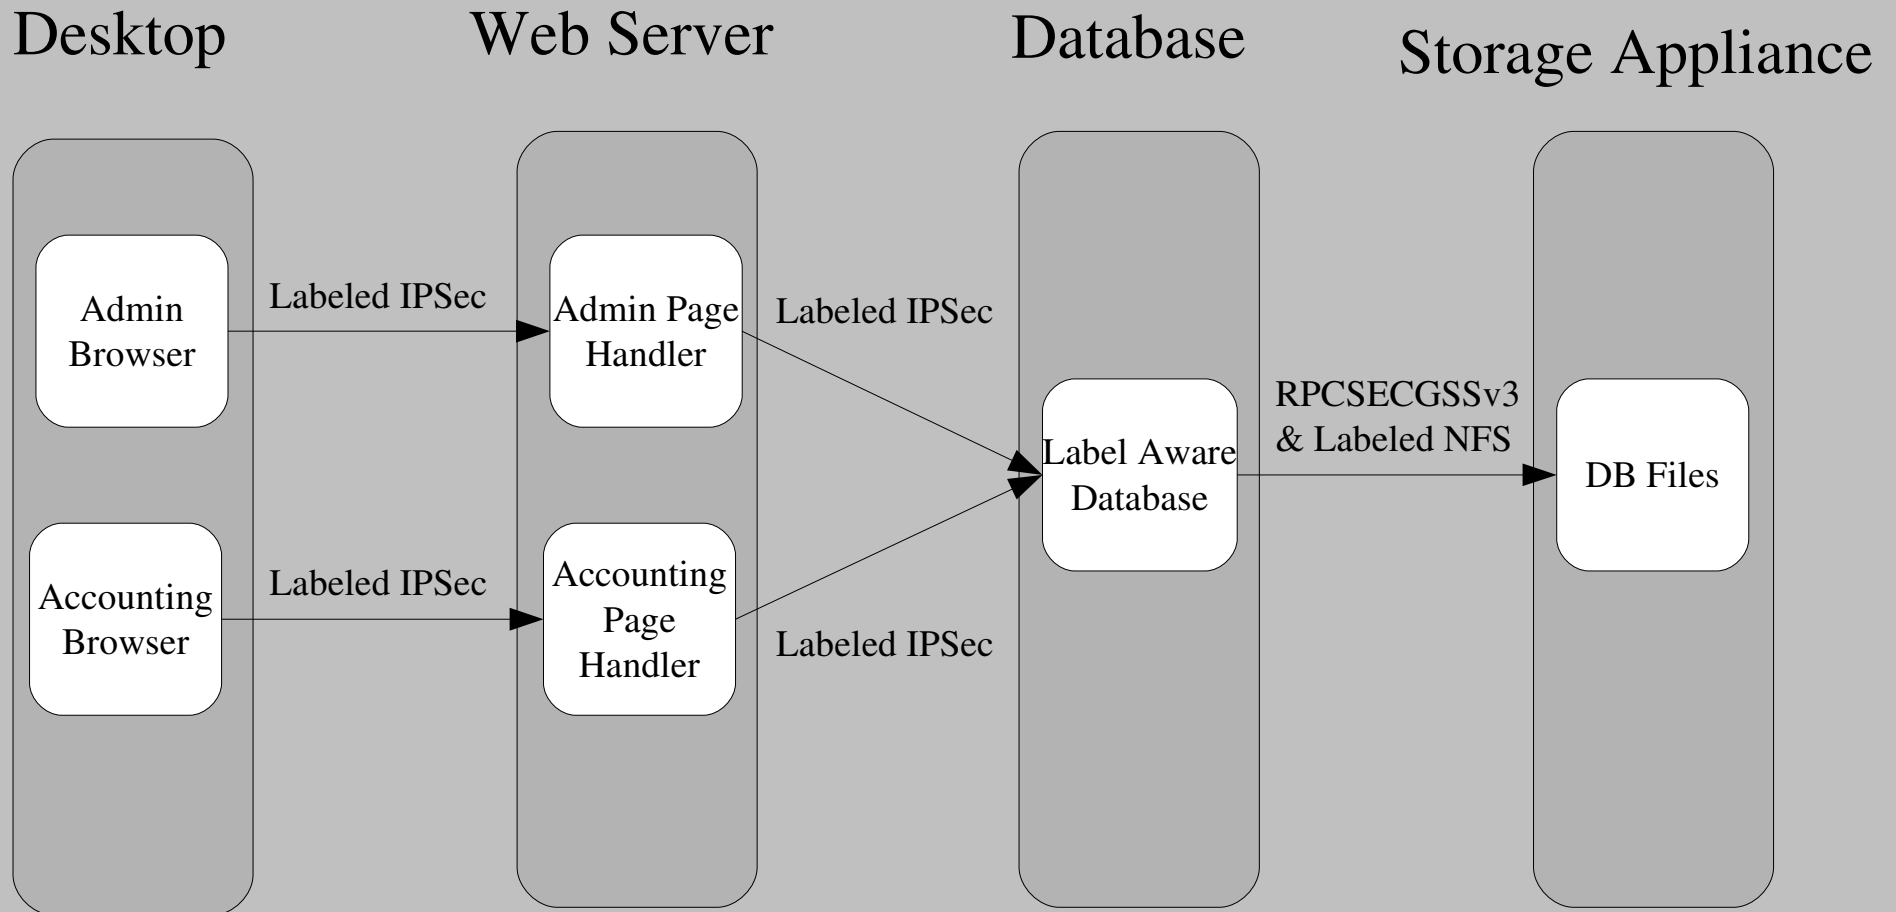 Desktop
Web Server
Database
Storage Appliance
Admin
Browser
Labeled IPSec
Admin Page
Handler
Labeled IPSec
Accounting
Browser
Labeled IPSec
Accounting
Page
Handler
Labeled IPSec
Label Aware
Database
RPCSECGSSv3
& Labeled NFS
DB Files